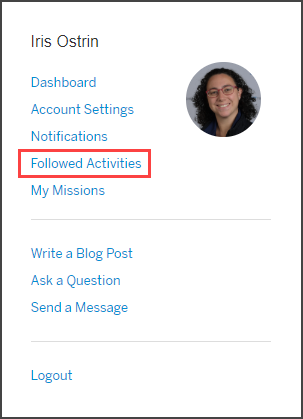 Iris Ostrin
Dashboard
Account Settings
Notifications
Followed Activities
My Missions
Write a Blog Post
Ask a Question
Send a Message
Logout